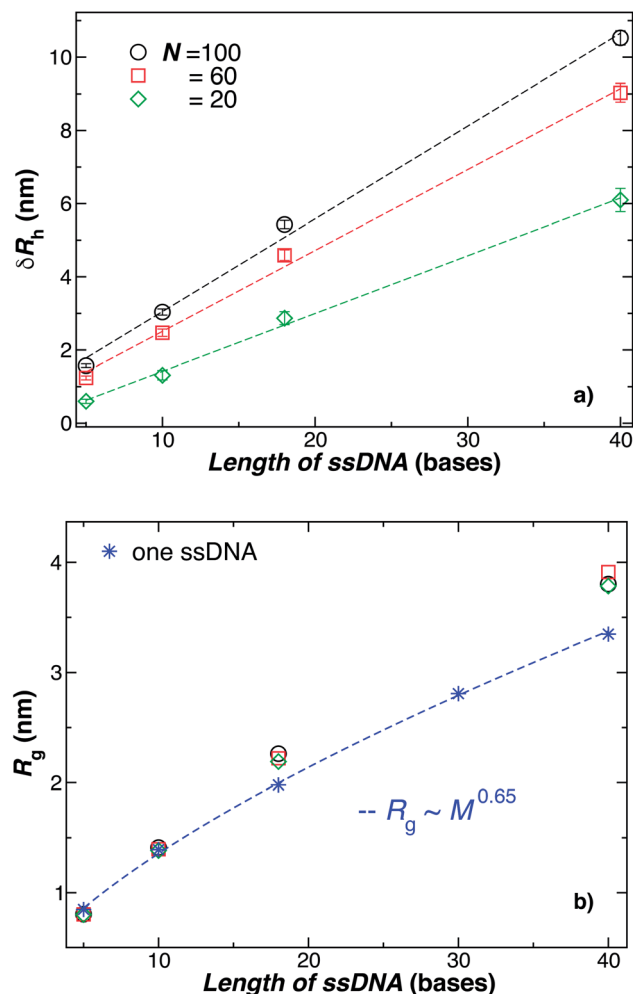 10
8
6
4
2
0
δRh (nm)
N =100
= 60
= 20
a)
10
20
30
40
Length of ssDNA (bases)
one ssDNA
4
3
2
1
Rg (nm)
-- Rg ~ M^0.65
b)
10
20
30
40
Length of ssDNA (bases)